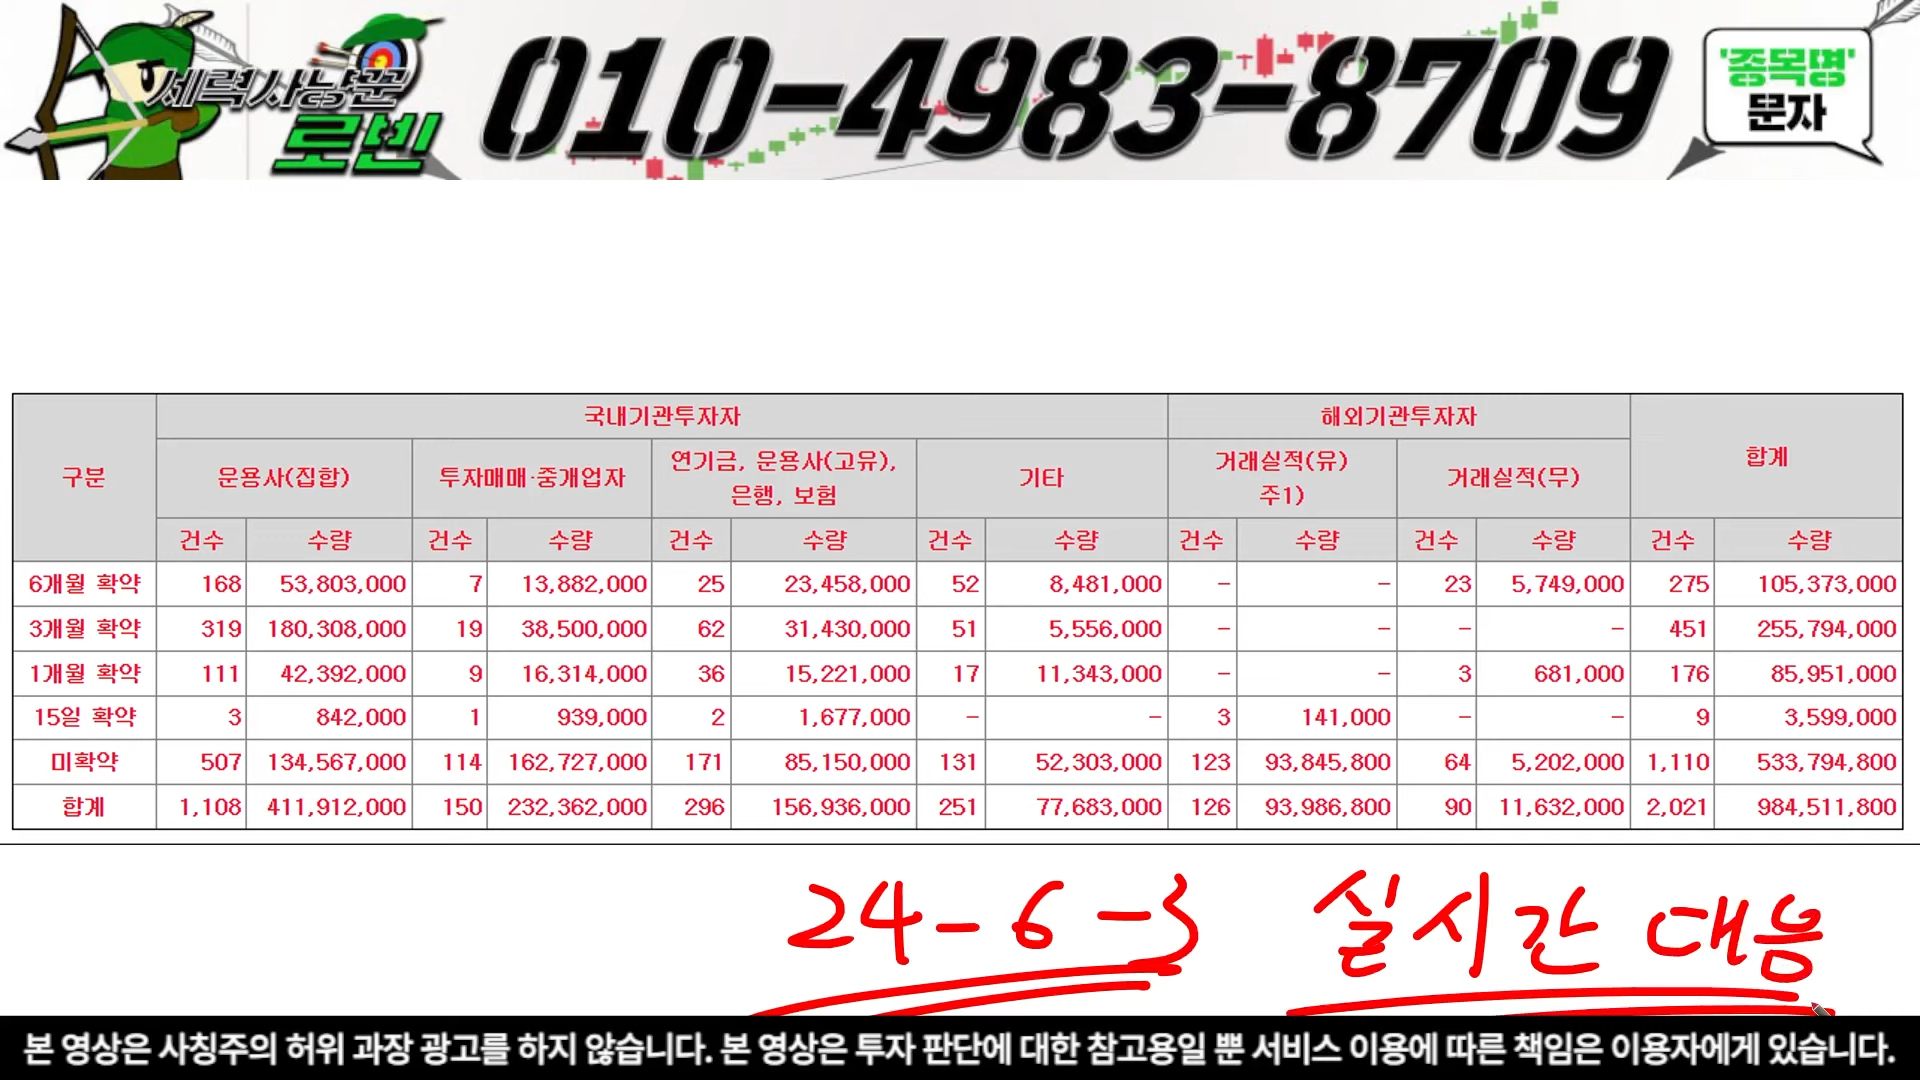 세력사냥꾼
로빈
010-4983-8709
'종목명'
문자
구분 국내기관투자자 해외기관투자자 합계
운용사(집합) 투자매매·중개업자 연기금, 운용사(고유), 은행, 보험 기타 거래실적(유) 주1) 거래실적(무)
건수 수량 건수 수량 건수 수량 건수 수량 건수 수량 건수 수량 건수 수량
6개월 확약 168 53,803,000 7 13,882,000 25 23,458,000 52 8,481,000 - - 23 5,749,000 275 105,373,000
3개월 확약 319 180,308,000 19 38,500,000 62 31,430,000 51 5,556,000 - - - - 451 255,794,000
1개월 확약 111 42,392,000 9 16,314,000 36 15,221,000 17 11,343,000 - - 3 681,000 176 85,951,000
15일 확약 3 842,000 1 939,000 2 1,677,000 - - 3 141,000 - - 9 3,599,000
미확약 507 134,567,000 114 162,727,000 171 85,150,000 131 52,303,000 123 93,845,800 64 5,202,000 1,110 533,794,800
합계 1,108 411,912,000 150 232,362,000 296 156,936,000 251 77,683,000 126 93,986,800 90 11,632,000 2,021 984,511,800
24-6-3 실시간 대응
본 영상은 사칭주의 허위 과장 광고를 하지 않습니다. 본 영상은 투자 판단에 대한 참고용일 뿐 서비스 이용에 따른 책임은 이용자에게 있습니다.